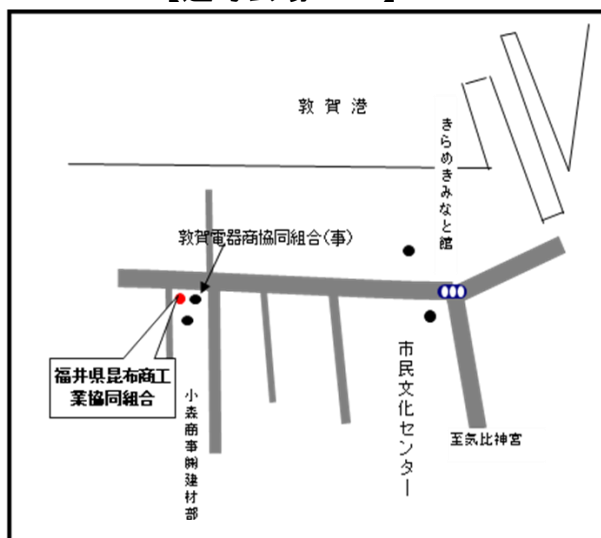 敦賀港
きらめきみなと館
敦賀電器商協同組合(事)
福井県昆布商工
業協同組合
小森商事㈱建材部
市民文化センター
至気比神宮